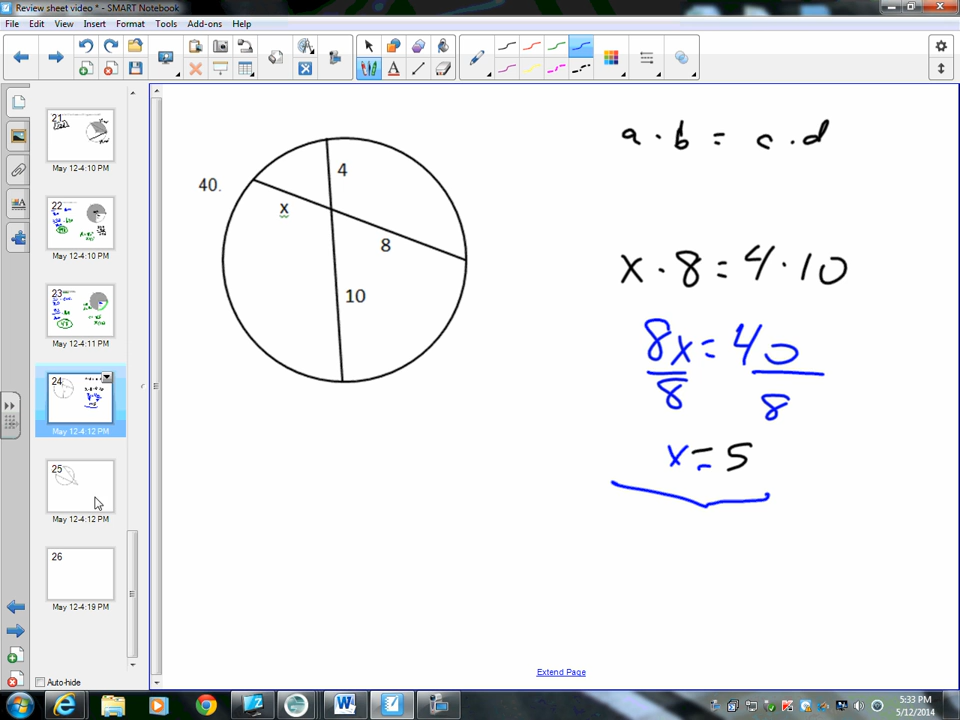 Review sheet video * - SMART Notebook
File Edit View Insert Format Tools Add-ons Help
21
May 12-4:10 PM
22
May 12-4:10 PM
23
May 12-4:11 PM
24
May 12-4:12 PM
25
May 12-4:12 PM
26
May 12-4:19 PM
Auto-hide
40.
4
x
8
10
a · b = c · d
x · 8 = 4 · 10
8x = 40
8 8
x = 5
Extend Page
5:33 PM
5/12/2014